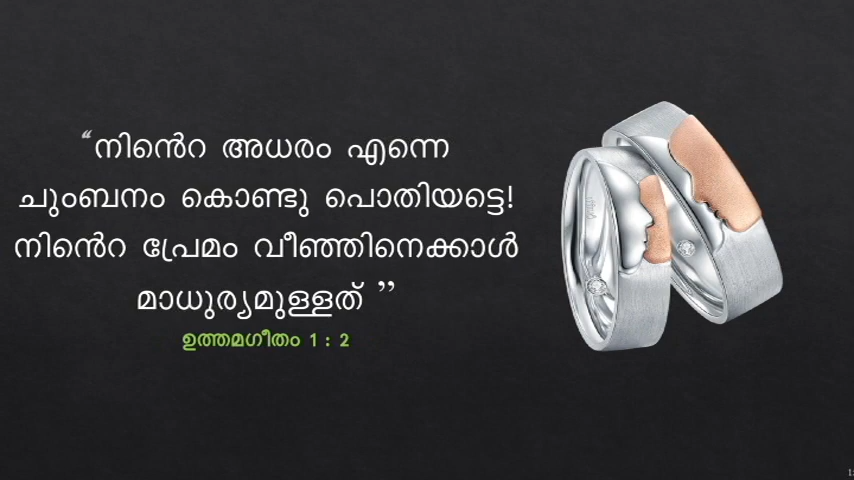 “നിൻെറ അധരം എന്നെ
ചുംബനം കൊണ്ടു പൊതിയട്ടെ!
നിൻെറ പ്രേമം വീഞ്ഞിനെക്കാൾ
മാധുര്യമുള്ളത് ”
ഉത്തമഗീതം 1 : 2